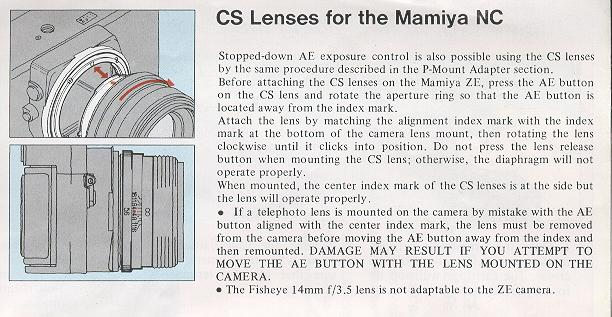 CS Lenses for the Mamiya NC
Stopped-down AE exposure control is also possible using the CS lenses
by the same procedure described in the P-Mount Adapter section.
Before attaching the CS lenses on the Mamiya ZE, press the AE button
on the CS lens and rotate the aperture ring so that the AE button is
located away from the index mark.
Attach the lens by matching the alignment index mark with the index
mark at the bottom of the camera lens mount, then rotating the lens
clockwise until it clicks into position. Do not press the lens release
button when mounting the CS lens; otherwise, the diaphragm will not
operate properly.
When mounted, the center index mark of the CS lenses is at the side but
the lens will operate properly.
● If a telephoto lens is mounted on the camera by mistake with the AE
button aligned with the center index mark, the lens must be removed
from the camera before moving the AE button away from the index and
then remounted. DAMAGE MAY RESULT IF YOU ATTEMPT TO
MOVE THE AE BUTTON WITH THE LENS MOUNTED ON THE
CAMERA.
● The Fisheye 14mm f/3.5 lens is not adaptable to the ZE camera.